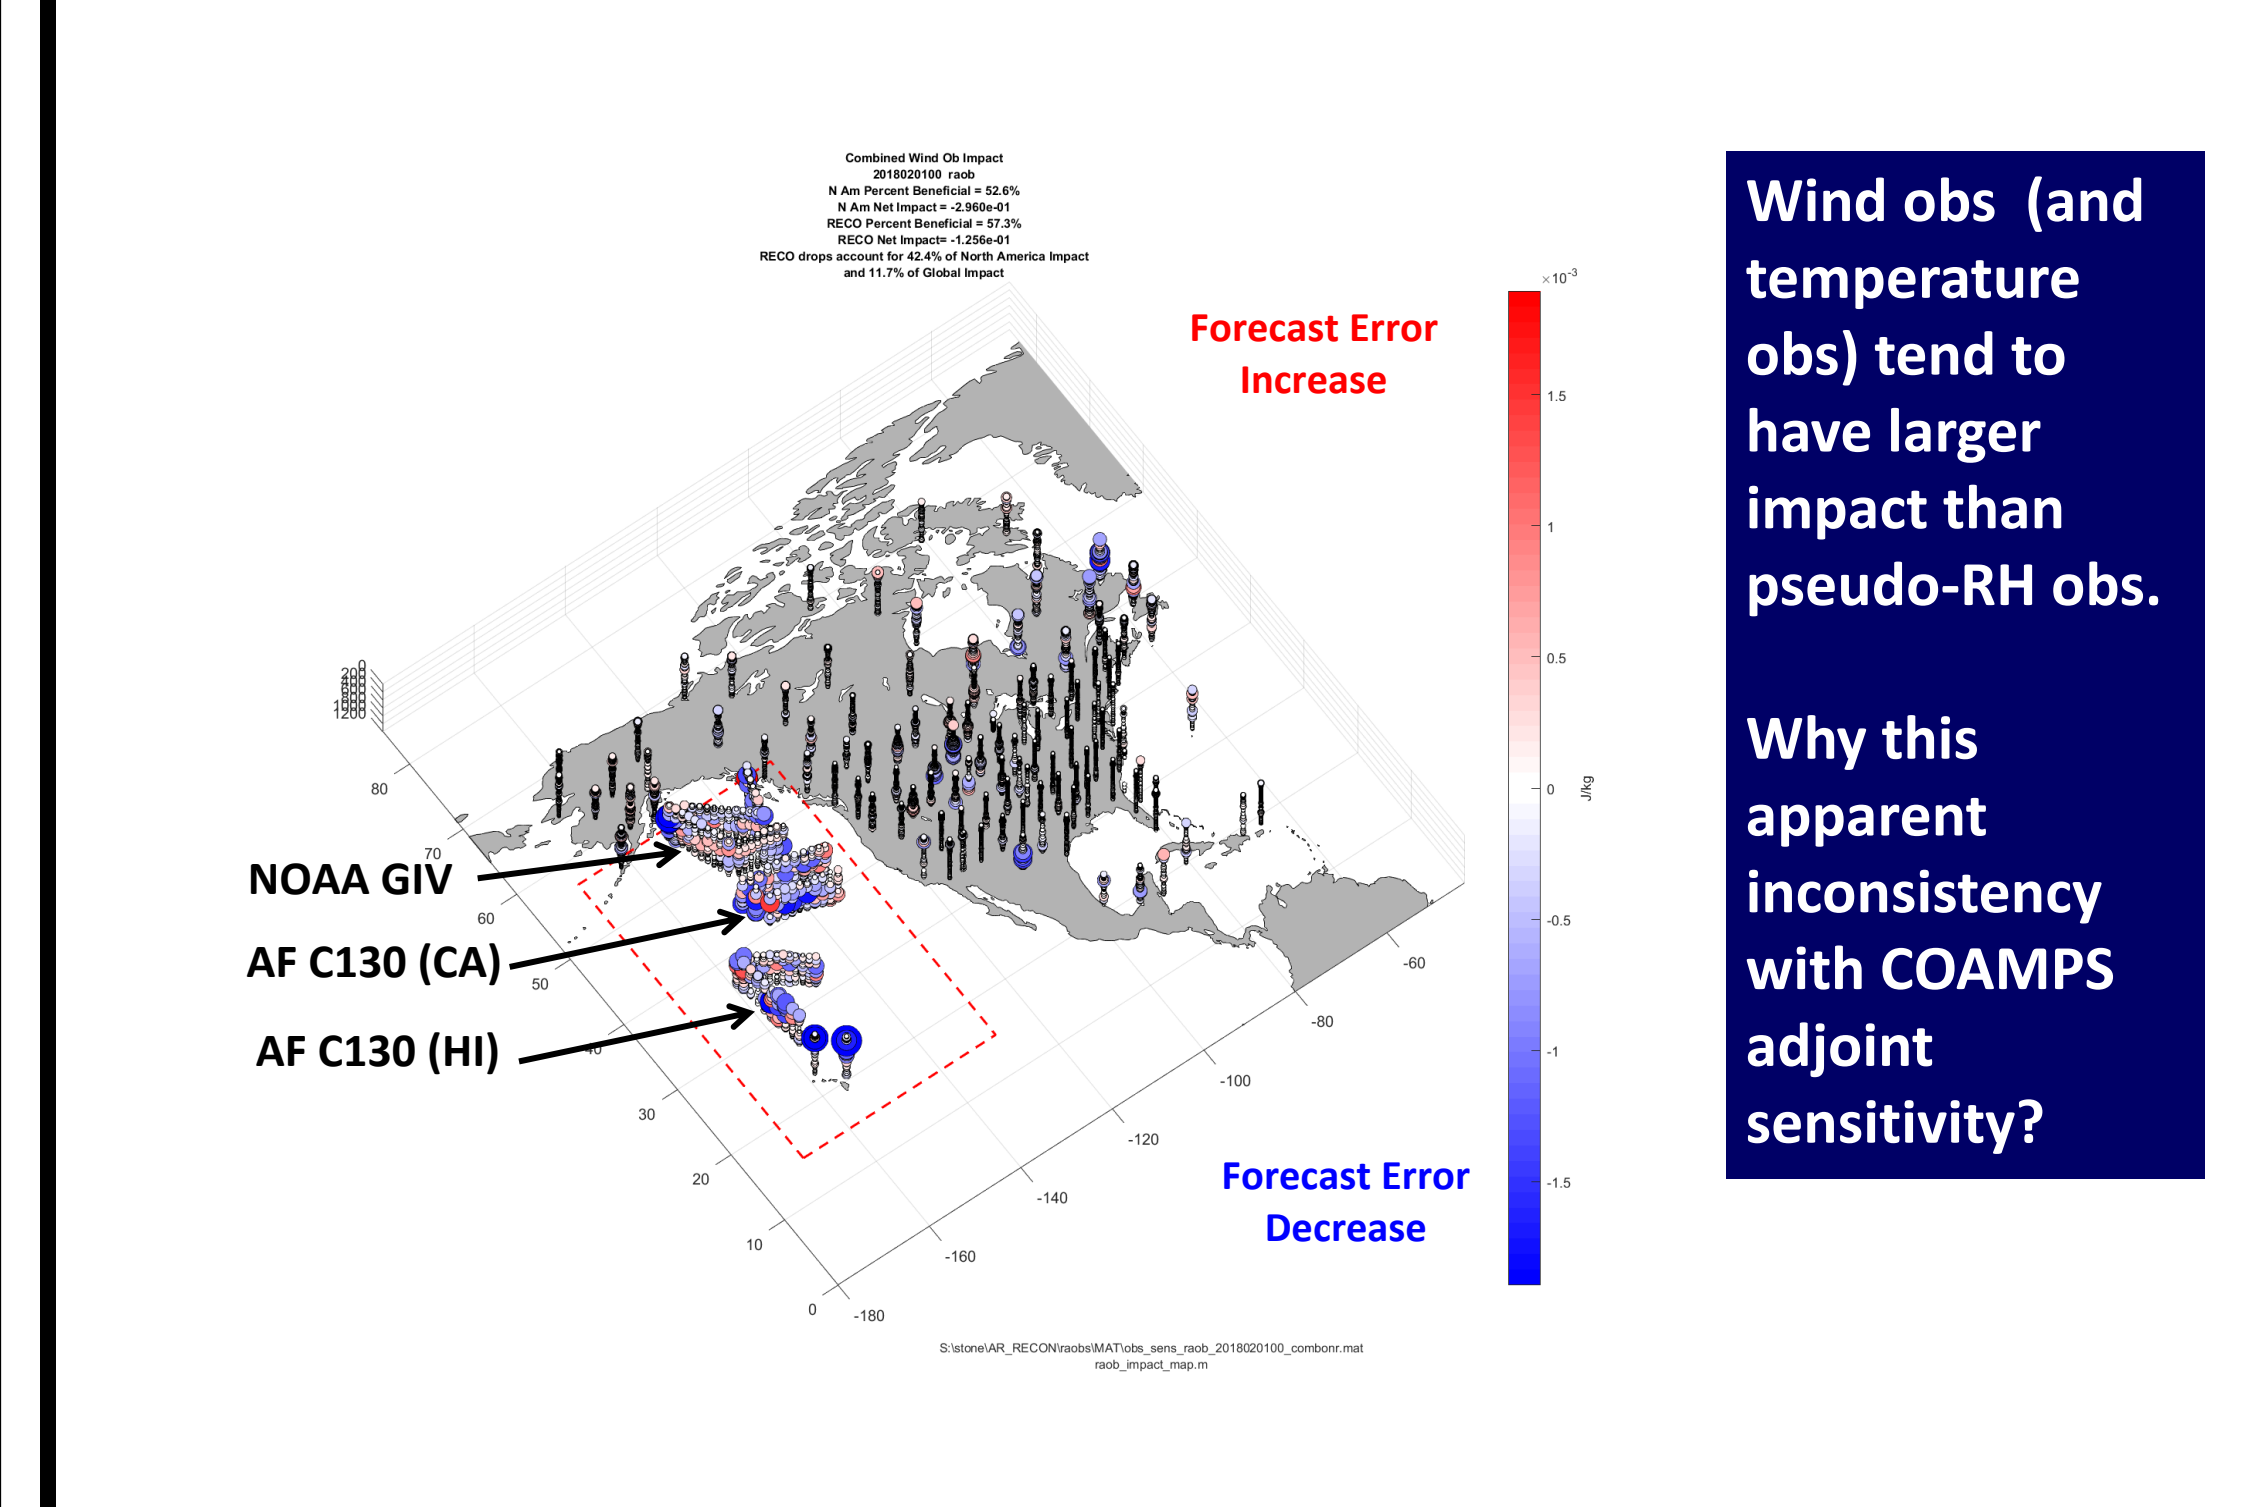 Combined Wind Ob Impact
2018020100 raob
N Am Percent Beneficial = 52.6%
N Am Net Impact = -2.960e-01
RECO Percent Beneficial = 57.3%
RECO Net Impact= -1.256e-01
RECO drops account for 42.4% of North America Impact
and 11.7% of Global Impact
Forecast Error
Increase
×10-3
1.5
1
0.5
0
-0.5
-1
-1.5
J/kg
0
200
1200
80
70
60
50
40
30
20
10
0
-180
-160
-140
-120
-100
-80
-60
NOAA GIV
AF C130 (CA)
AF C130 (HI)
Forecast Error
Decrease
S:\stone\AR_RECON\raobs\MAT\obs_sens_raob_2018020100_combonr.mat
raob_impact_map.m
Wind obs (and
temperature
obs) tend to
have larger
impact than
pseudo-RH obs.
Why this
apparent
inconsistency
with COAMPS
adjoint
sensitivity?